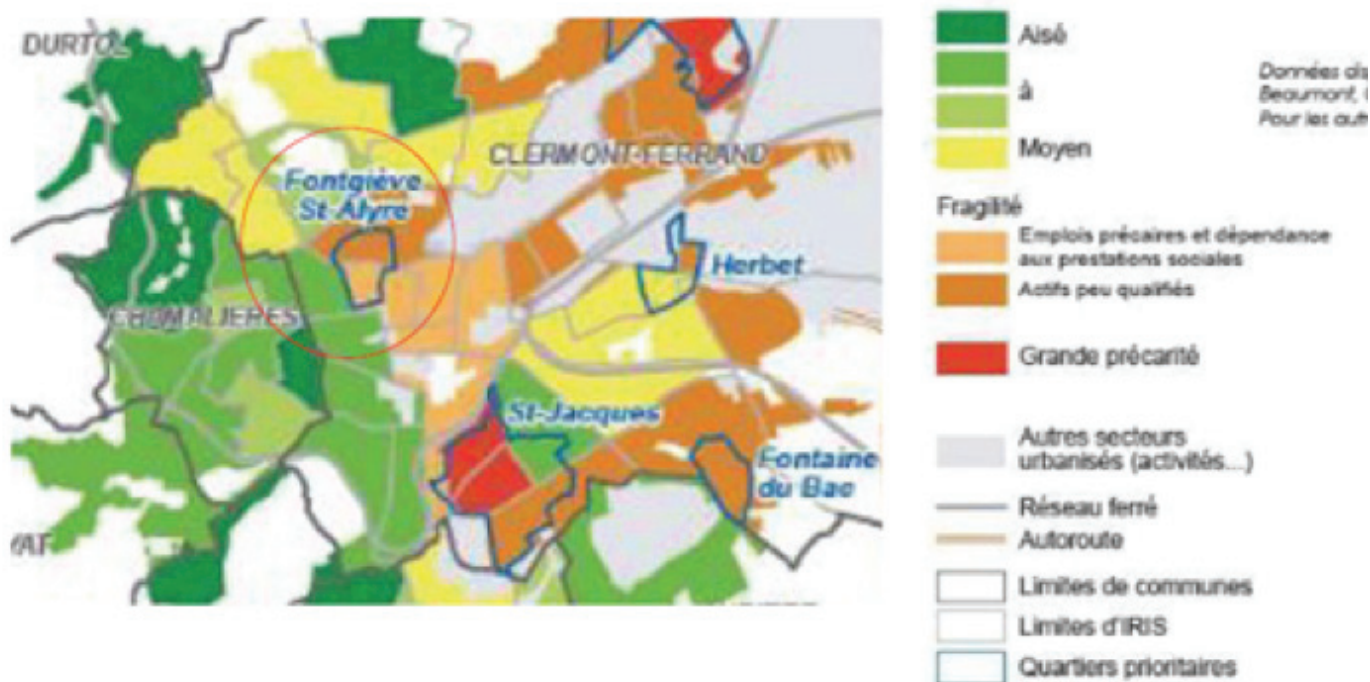 DURTOL
CLERMONT-FERRAND
Fontgiève
St-Alyre
Herbet
CHAMALIERES
St-Jacques
Fontaine
du Bac
Aisé
à
Moyen
Fragilité
Emplois précaires et dépendance
aux prestations sociales
Actifs peu qualifiés
Grande précarité
Autres secteurs
urbanisés (activités...)
Réseau ferré
Autoroute
Limites de communes
Limites d'IRIS
Quartiers prioritaires
Données
Beaumont,
Pour les